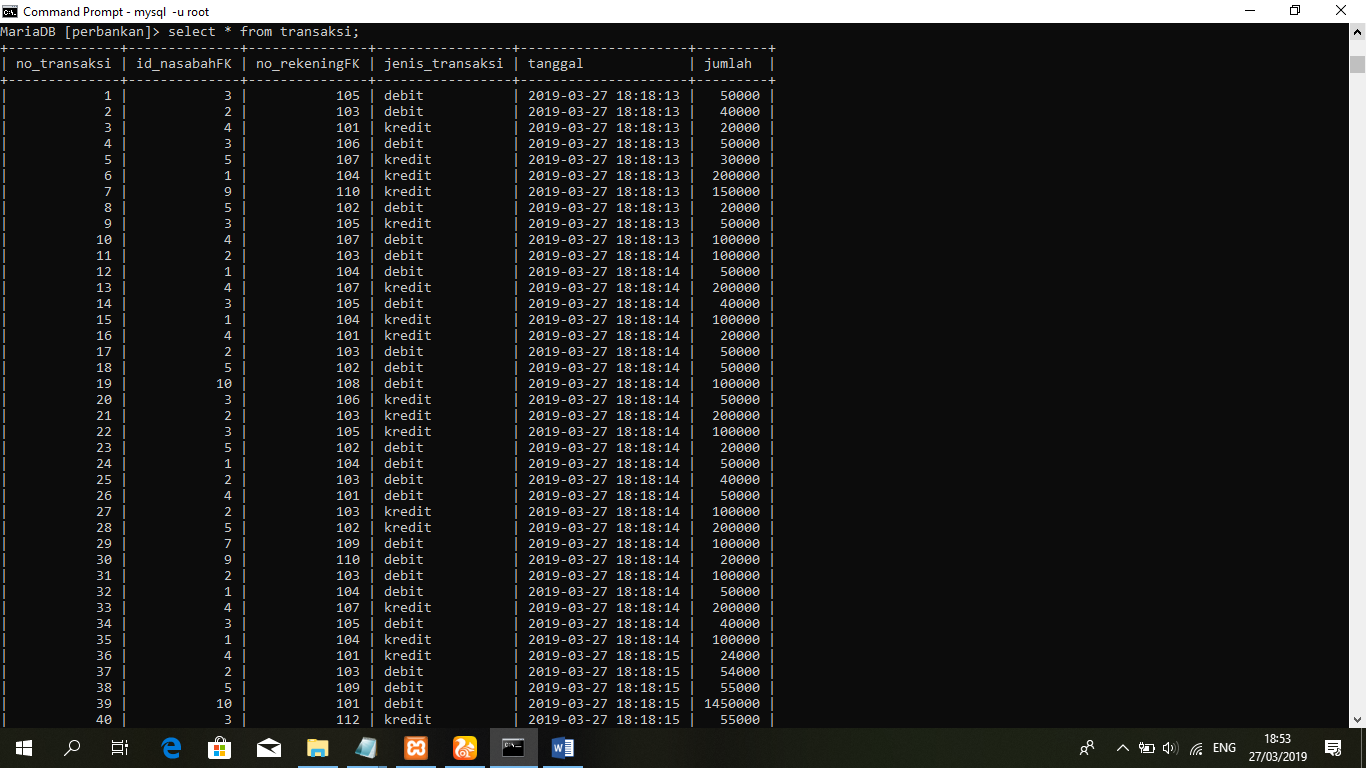 Command Prompt - mysql -u root
MariaDB [perbankan]> select * from transaksi;
+--------------+--------------+---------------+-----------------+---------------------+---------+
| no_transaksi | id_nasabahFK | no_rekeningFK | jenis_transaksi | tanggal             | jumlah  |
+--------------+--------------+---------------+-----------------+---------------------+---------+
|            1 |            3 |           105 | debit           | 2019-03-27 18:18:13 |   50000 |
|            2 |            2 |           103 | debit           | 2019-03-27 18:18:13 |   40000 |
|            3 |            4 |           101 | kredit          | 2019-03-27 18:18:13 |   20000 |
|            4 |            3 |           106 | debit           | 2019-03-27 18:18:13 |   50000 |
|            5 |            5 |           107 | kredit          | 2019-03-27 18:18:13 |   30000 |
|            6 |            1 |           104 | kredit          | 2019-03-27 18:18:13 |  200000 |
|            7 |            9 |           110 | kredit          | 2019-03-27 18:18:13 |  150000 |
|            8 |            5 |           102 | debit           | 2019-03-27 18:18:13 |   20000 |
|            9 |            3 |           105 | kredit          | 2019-03-27 18:18:13 |   50000 |
|           10 |            4 |           107 | debit           | 2019-03-27 18:18:13 |  100000 |
|           11 |            2 |           103 | debit           | 2019-03-27 18:18:14 |  100000 |
|           12 |            1 |           104 | debit           | 2019-03-27 18:18:14 |   50000 |
|           13 |            4 |           107 | kredit          | 2019-03-27 18:18:14 |  200000 |
|           14 |            3 |           105 | debit           | 2019-03-27 18:18:14 |   40000 |
|           15 |            1 |           104 | kredit          | 2019-03-27 18:18:14 |  100000 |
|           16 |            4 |           101 | kredit          | 2019-03-27 18:18:14 |   20000 |
|           17 |            2 |           103 | debit           | 2019-03-27 18:18:14 |   50000 |
|           18 |            5 |           102 | debit           | 2019-03-27 18:18:14 |   50000 |
|           19 |           10 |           108 | debit           | 2019-03-27 18:18:14 |  100000 |
|           20 |            3 |           106 | kredit          | 2019-03-27 18:18:14 |   50000 |
|           21 |            2 |           103 | kredit          | 2019-03-27 18:18:14 |  200000 |
|           22 |            3 |           105 | kredit          | 2019-03-27 18:18:14 |  100000 |
|           23 |            5 |           102 | debit           | 2019-03-27 18:18:14 |   20000 |
|           24 |            1 |           104 | debit           | 2019-03-27 18:18:14 |   50000 |
|           25 |            2 |           103 | debit           | 2019-03-27 18:18:14 |   40000 |
|           26 |            4 |           101 | debit           | 2019-03-27 18:18:14 |   50000 |
|           27 |            2 |           103 | kredit          | 2019-03-27 18:18:14 |  100000 |
|           28 |            5 |           102 | kredit          | 2019-03-27 18:18:14 |  200000 |
|           29 |            7 |           109 | debit           | 2019-03-27 18:18:14 |  100000 |
|           30 |            9 |           110 | debit           | 2019-03-27 18:18:14 |   20000 |
|           31 |            2 |           103 | debit           | 2019-03-27 18:18:14 |  100000 |
|           32 |            1 |           104 | debit           | 2019-03-27 18:18:14 |   50000 |
|           33 |            4 |           107 | kredit          | 2019-03-27 18:18:14 |  200000 |
|           34 |            3 |           105 | debit           | 2019-03-27 18:18:14 |   40000 |
|           35 |            1 |           104 | kredit          | 2019-03-27 18:18:14 |  100000 |
|           36 |            4 |           101 | kredit          | 2019-03-27 18:18:15 |   24000 |
|           37 |            2 |           103 | debit           | 2019-03-27 18:18:15 |   54000 |
|           38 |            5 |           109 | debit           | 2019-03-27 18:18:15 |   55000 |
|           39 |           10 |           101 | debit           | 2019-03-27 18:18:15 | 1450000 |
|           40 |            3 |           112 | kredit          | 2019-03-27 18:18:15 |   55000 |
ENG
18:53
27/03/2019